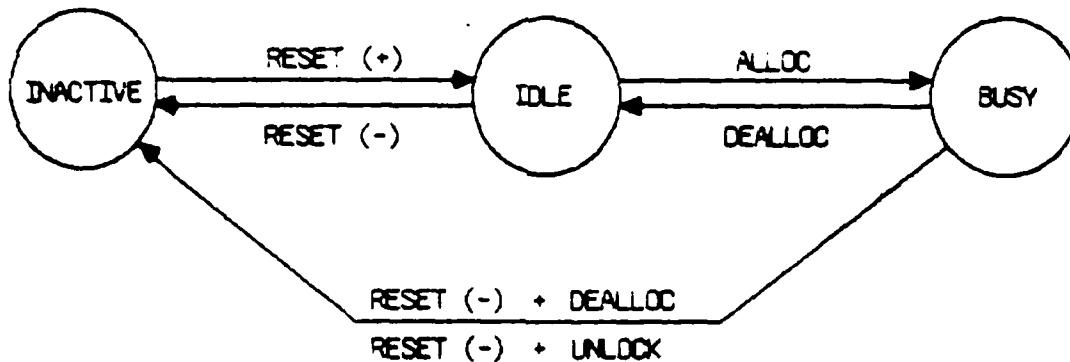 RESET (+)
ALLOC
INACTIVE
IDLE
BUSY
RESET (-)
DEALLOC
RESET (-) + DEALLOC
RESET (-) + UNLOCK